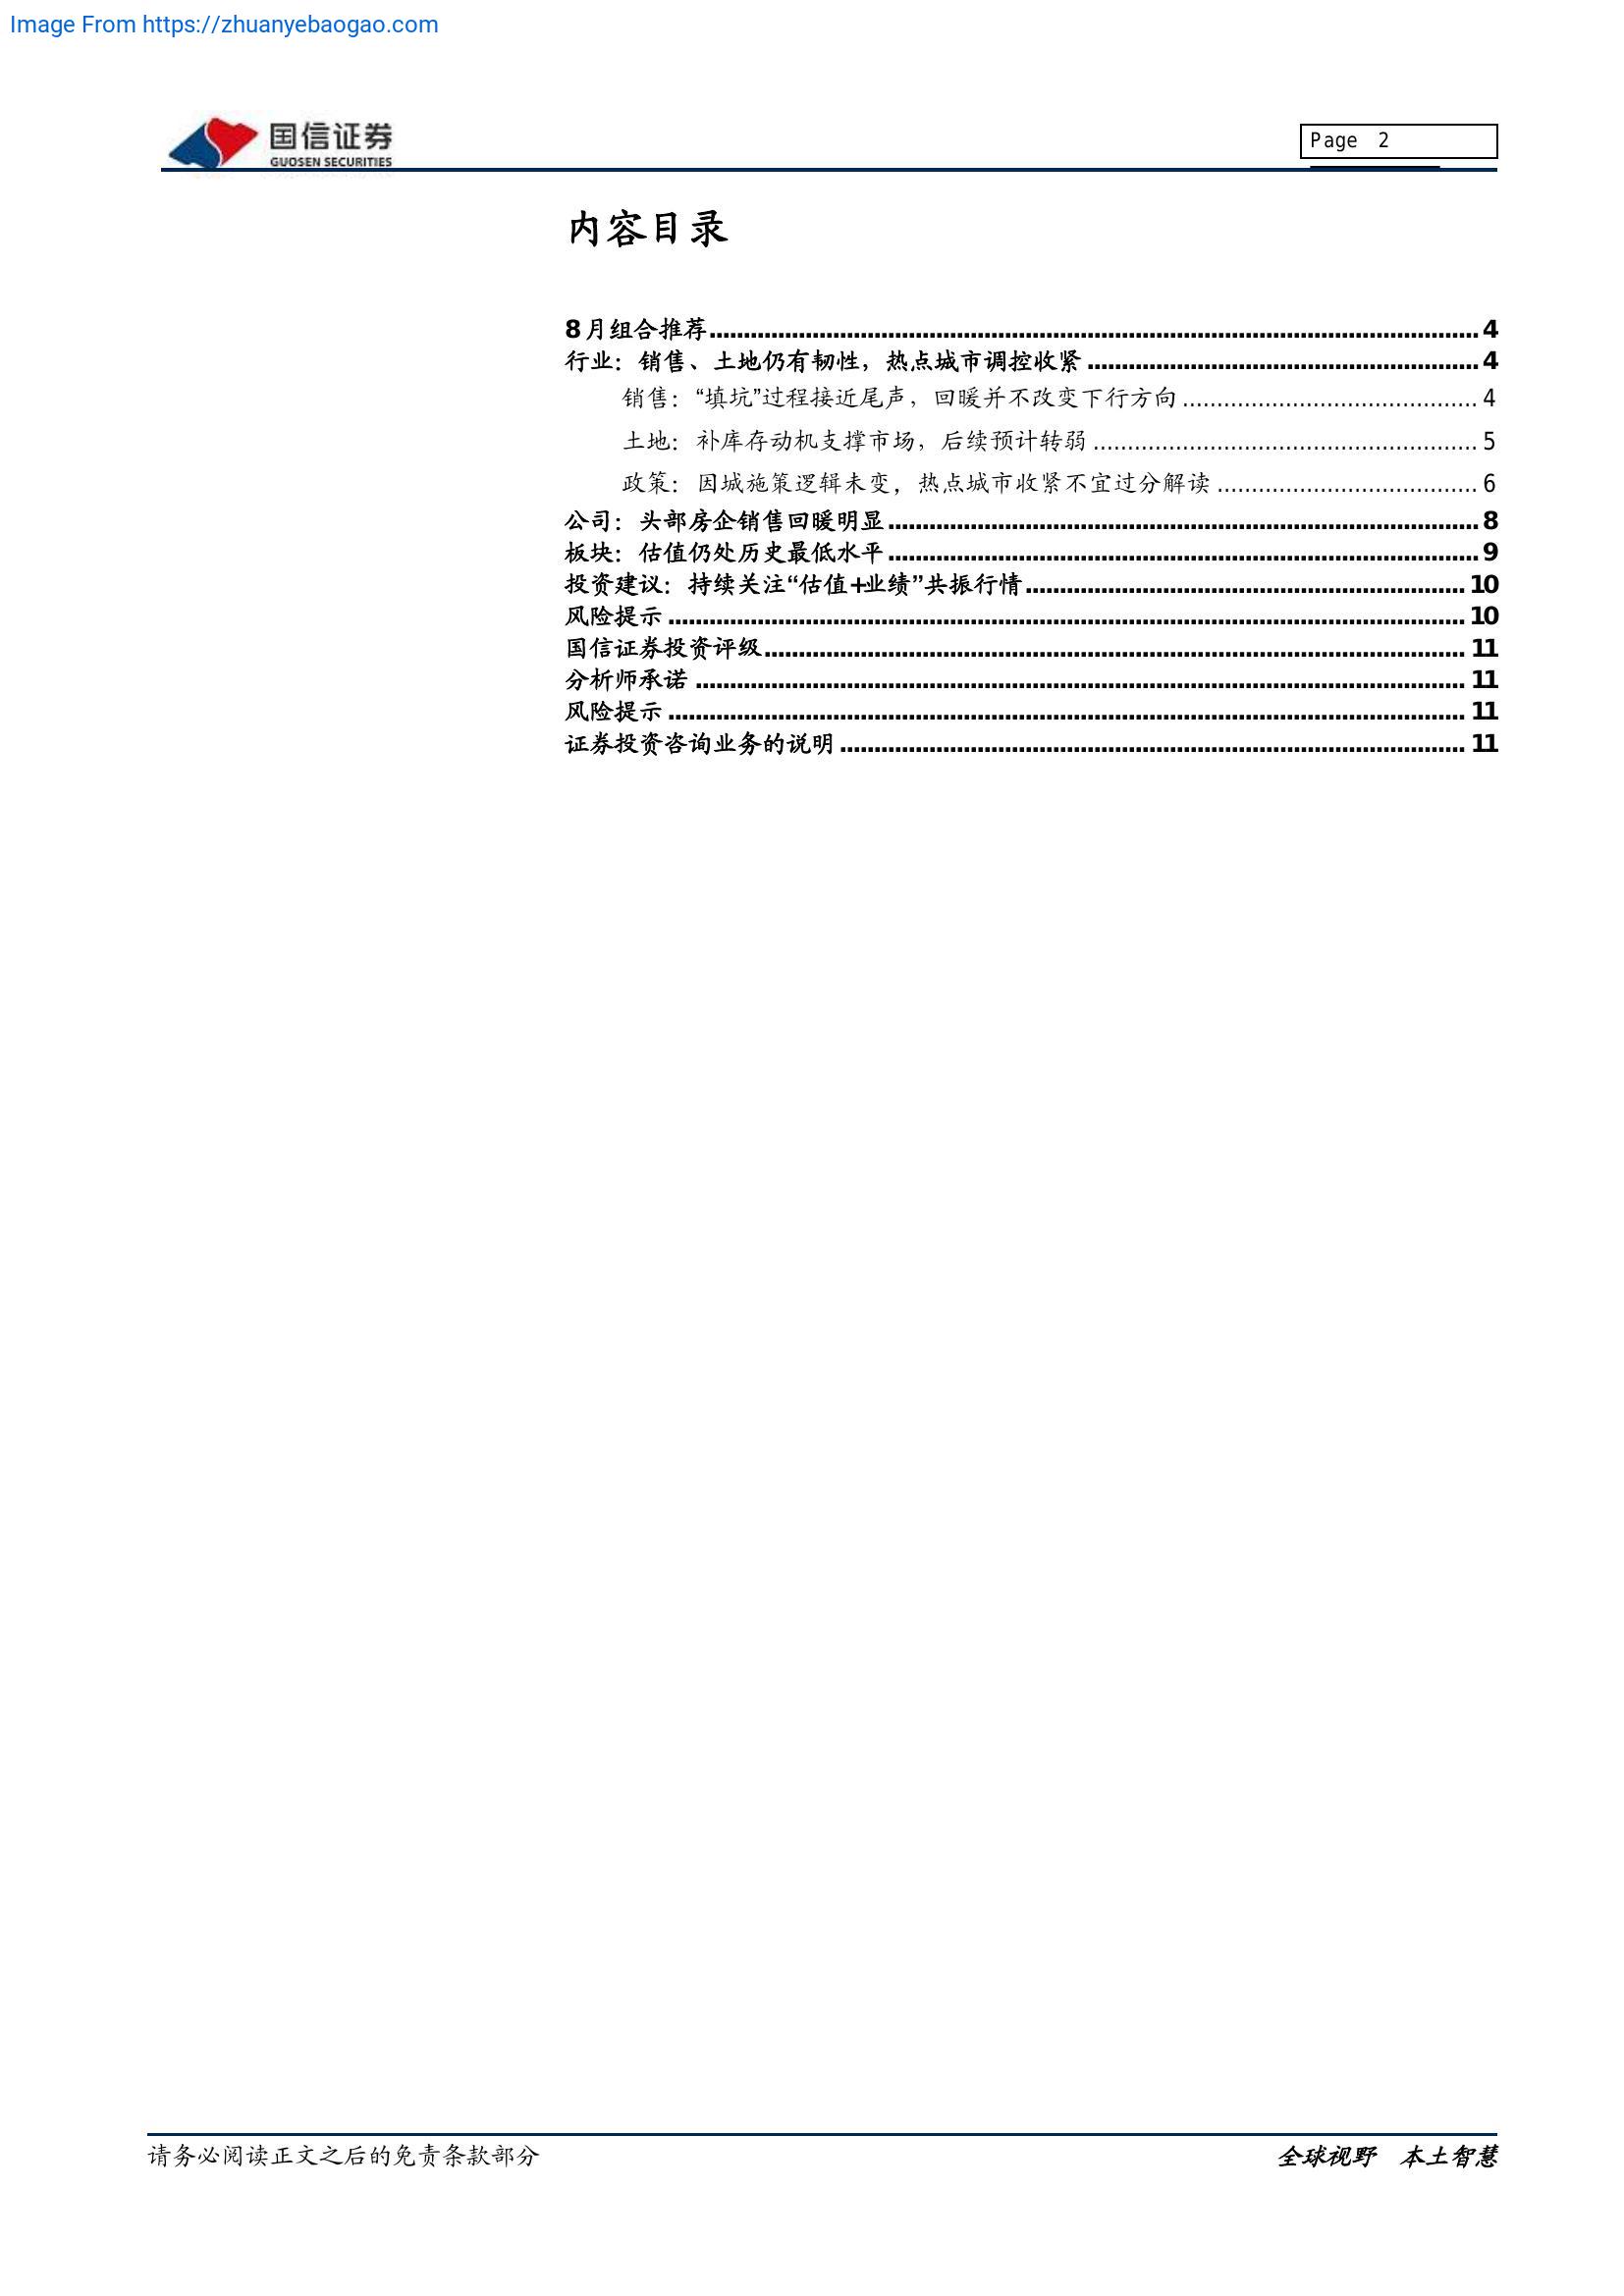 Image From https://zhuanyebaogao.com
国信证券
GUOSEN SECURITIES
Page 2
内容目录
8月组合推荐 4
行业：销售、土地仍有韧性，热点城市调控收紧 4
销售：“填坑”过程接近尾声，回暖并不改变下行方向 4
土地：补库存动机支撑市场，后续预计转弱 5
政策：因城施策逻辑未变，热点城市收紧不宜过分解读 6
公司：头部房企销售回暖明显 8
板块：估值仍处历史最低水平 9
投资建议：持续关注“估值+业绩”共振行情 10
风险提示 10
国信证券投资评级 11
分析师承诺 11
风险提示 11
证券投资咨询业务的说明 11
请务必阅读正文之后的免责条款部分
全球视野 本土智慧